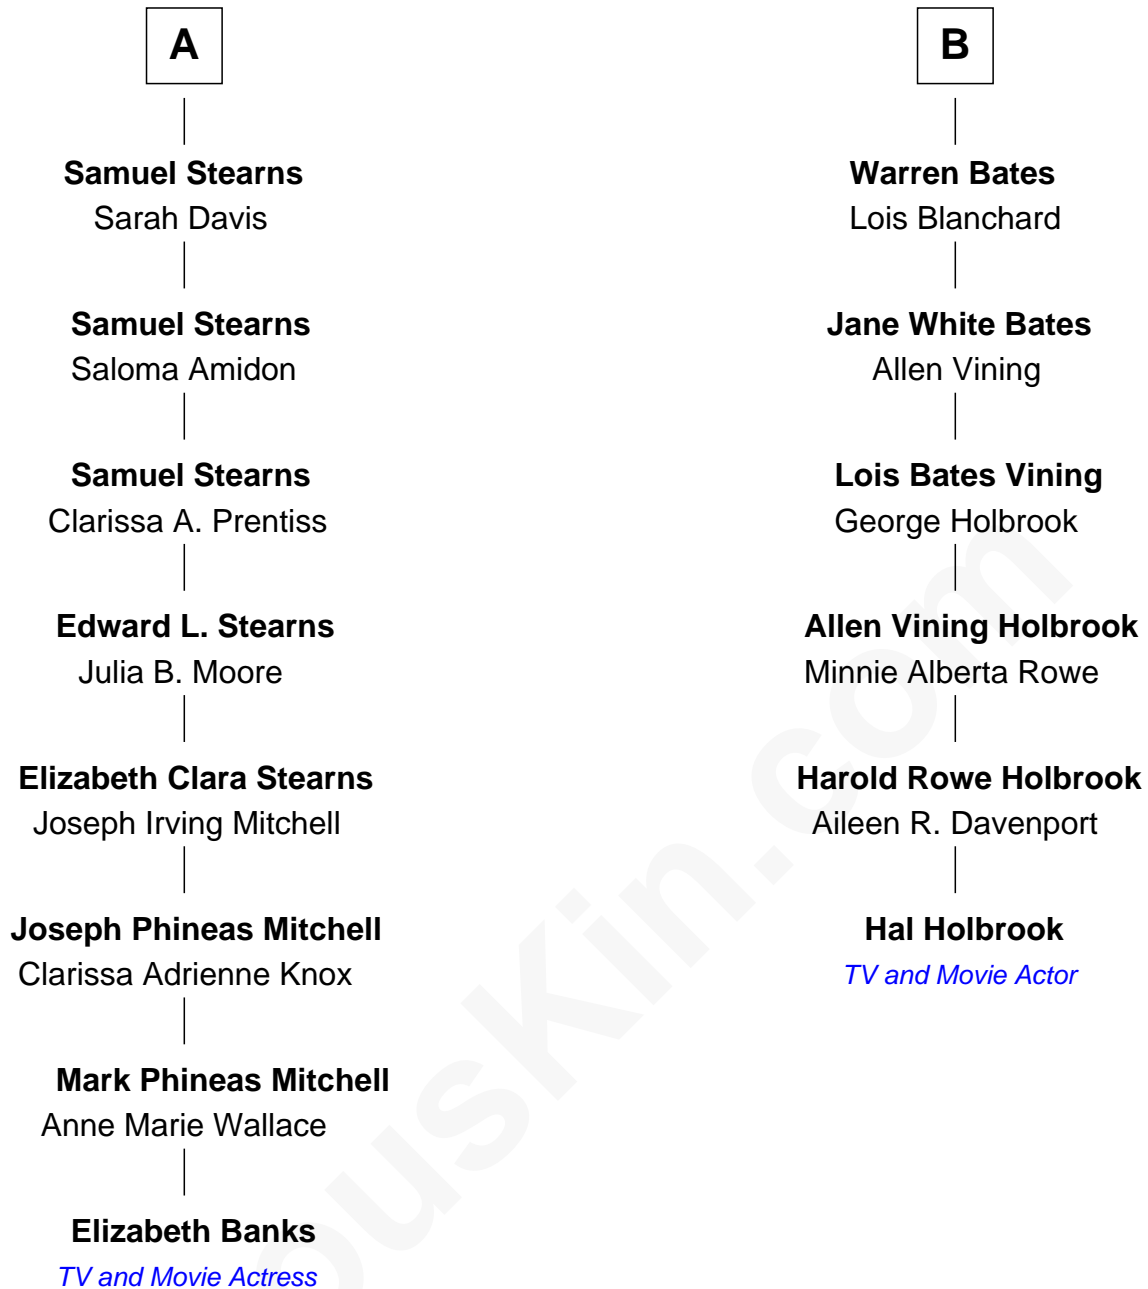 A
Samuel Stearns
Sarah Davis
Samuel Stearns
Saloma Amidon
Samuel Stearns
Clarissa A. Prentiss
Edward L. Stearns
Julia B. Moore
Elizabeth Clara Stearns
Joseph Irving Mitchell
Joseph Phineas Mitchell
Clarissa Adrienne Knox
Mark Phineas Mitchell
Anne Marie Wallace
Elizabeth Banks
TV and Movie Actress
B
Warren Bates
Lois Blanchard
Jane White Bates
Allen Vining
Lois Bates Vining
George Holbrook
Allen Vining Holbrook
Minnie Alberta Rowe
Harold Rowe Holbrook
Aileen R. Davenport
Hal Holbrook
TV and Movie Actor
ousKin.com